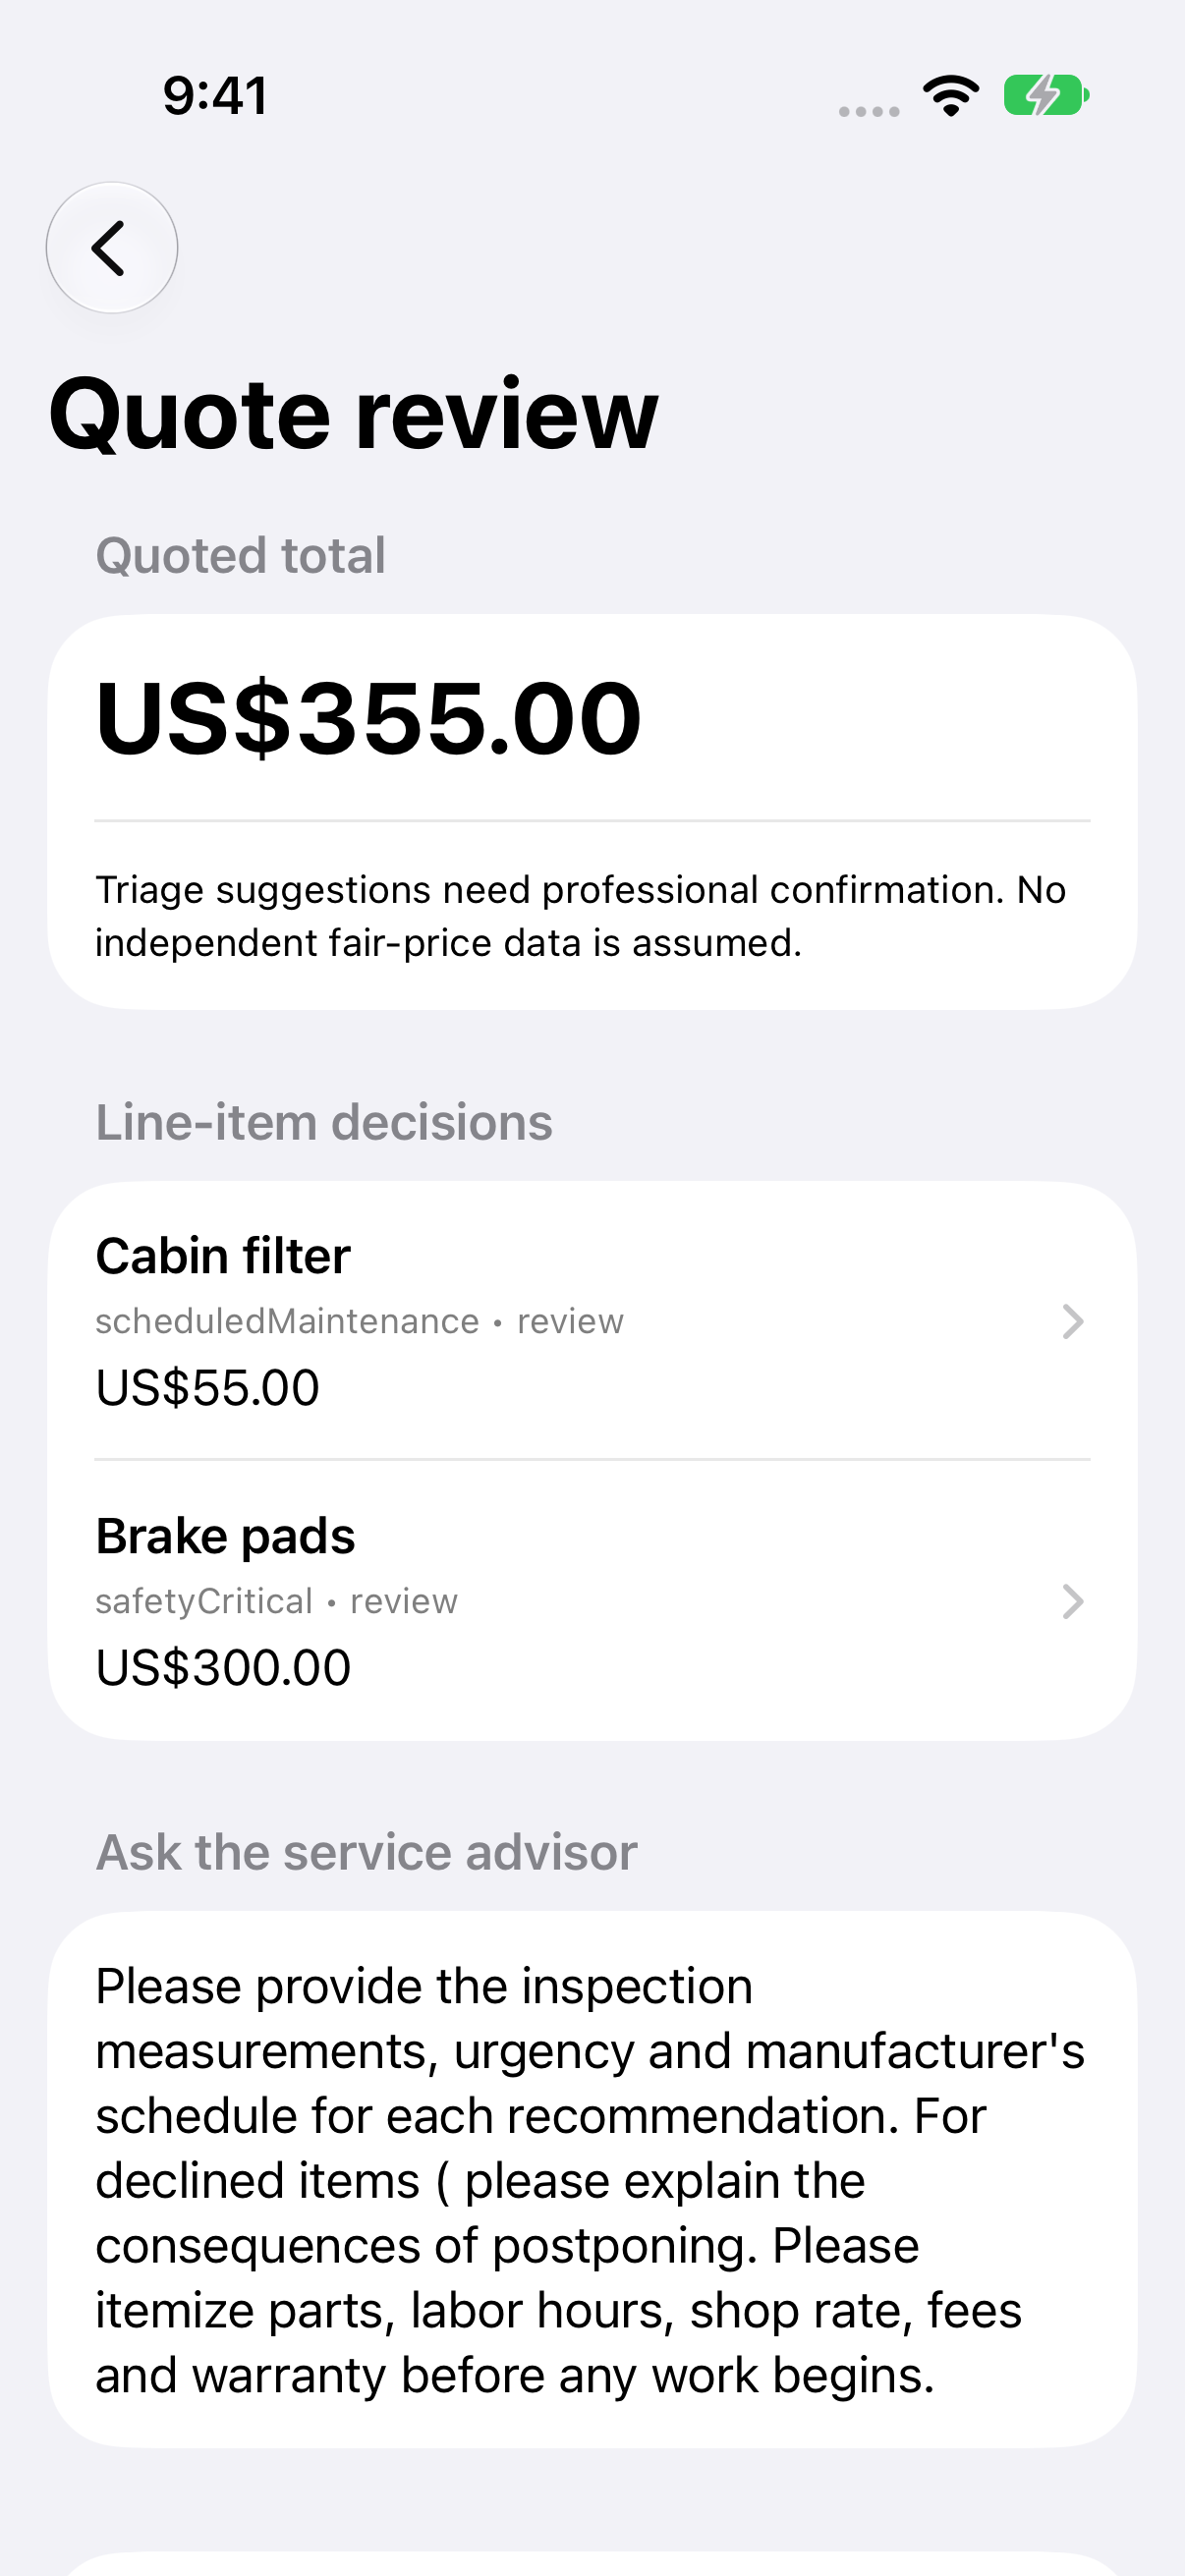 9:41
Quote review
Quoted total
US$355.00
Triage suggestions need professional confirmation. No
independent fair-price data is assumed.
Line-item decisions
Cabin filter
scheduledMaintenance • review
US$55.00
Brake pads
safetyCritical • review
US$300.00
Ask the service advisor
Please provide the inspection
measurements, urgency and manufacturer's
schedule for each recommendation. For
declined items ( please explain the
consequences of postponing. Please
itemize parts, labor hours, shop rate, fees
and warranty before any work begins.